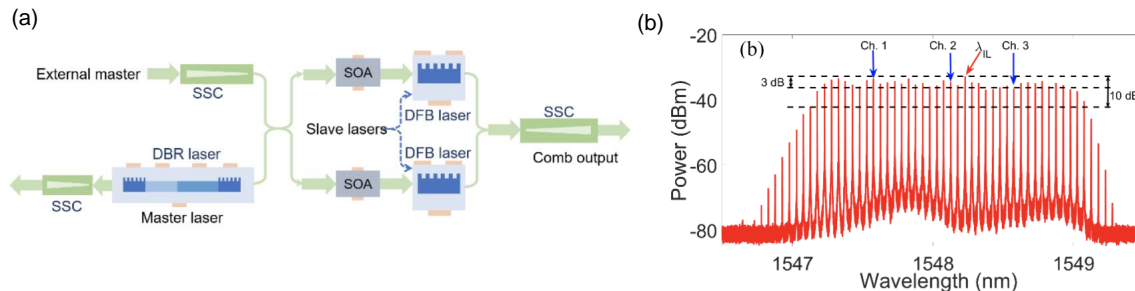 (a)
External master
SSC
SOA
DFB laser
Slave lasers
DFB laser
SSC
Comb output
DBR laser
SSC
Master laser
SOA
(b)
-20
(b)
Ch. 1
Ch. 2
λIL
Ch. 3
3 dB
10 dB
-40
-60
-80
Power (dBm)
1547
1548
1549
Wavelength (nm)